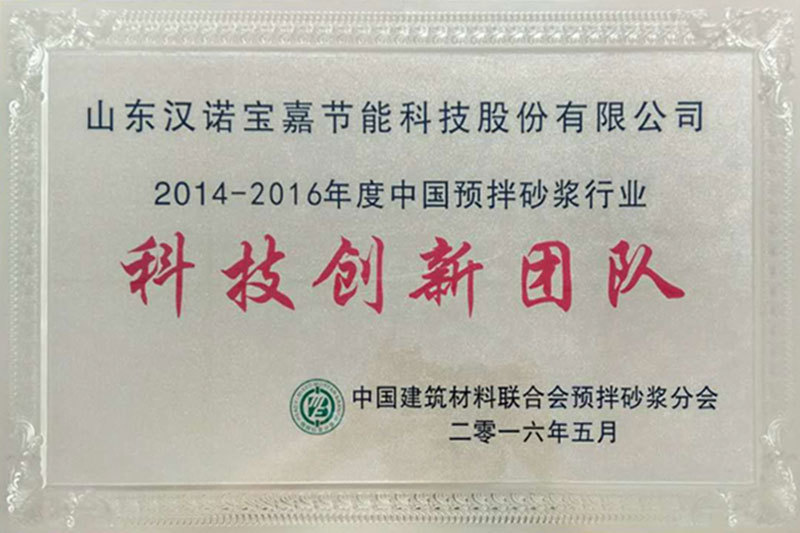 山东汉诺宝嘉节能科技股份有限公司
2014-2016年度中国预拌砂浆行业
科技创新团队
中国建筑材料联合会预拌砂浆分会
二零一六年五月